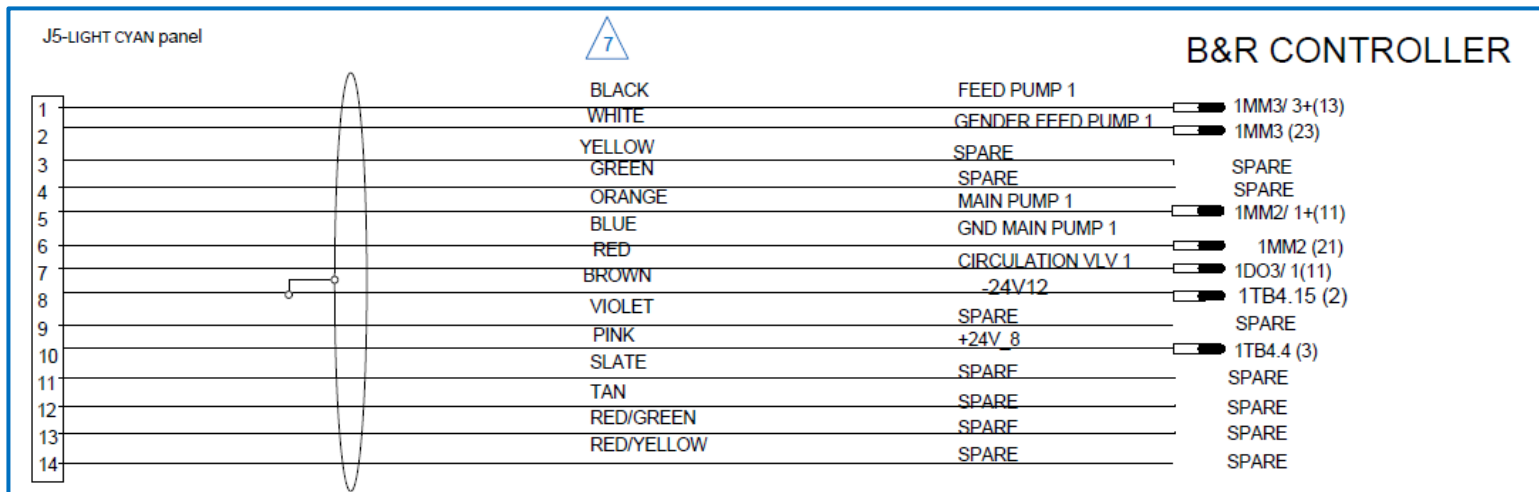 J5-LIGHT CYAN panel
7
B&R CONTROLLER
1 BLACK FEED PUMP 1 1MM3/ 3+(13)
2 WHITE GENDER FEED PUMP 1 1MM3 (23)
3 YELLOW SPARE SPARE
4 GREEN SPARE SPARE
5 ORANGE MAIN PUMP 1 1MM2/ 1+(11)
6 BLUE GND MAIN PUMP 1 1MM2 (21)
7 RED CIRCULATION VLV 1 1DO3/ 1(11)
8 BROWN -24V12 1TB4.15 (2)
9 VIOLET SPARE SPARE
10 PINK +24V_8 1TB4.4 (3)
11 SLATE SPARE SPARE
12 TAN SPARE SPARE
13 RED/GREEN SPARE SPARE
14 RED/YELLOW SPARE SPARE